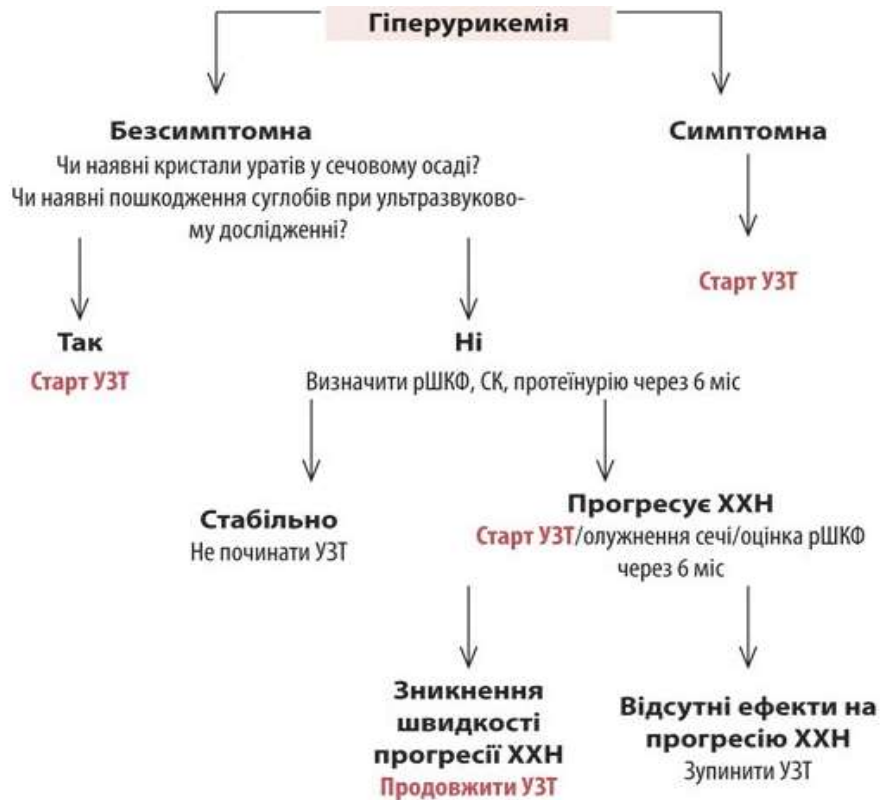 Гіперурикемія
Безсимптомна
Чи наявні кристали уратів у сечовому осаді?
Чи наявні пошкодження суглобів при ультразвуково-
му дослідженні?
Симптомна
Старт УЗТ
Так
Старт УЗТ
Ні
Визначити рШКФ, СК, протеїнурію через 6 міс
Стабільно
Не починати УЗТ
Прогресує ХХН
Старт УЗТ/олужнення сечі/оцінка рШКФ
через 6 міс
Зникнення
швидкості
прогресії ХХН
Продовжити УЗТ
Відсутні ефекти на
прогресію ХХН
Зупинити УЗТ